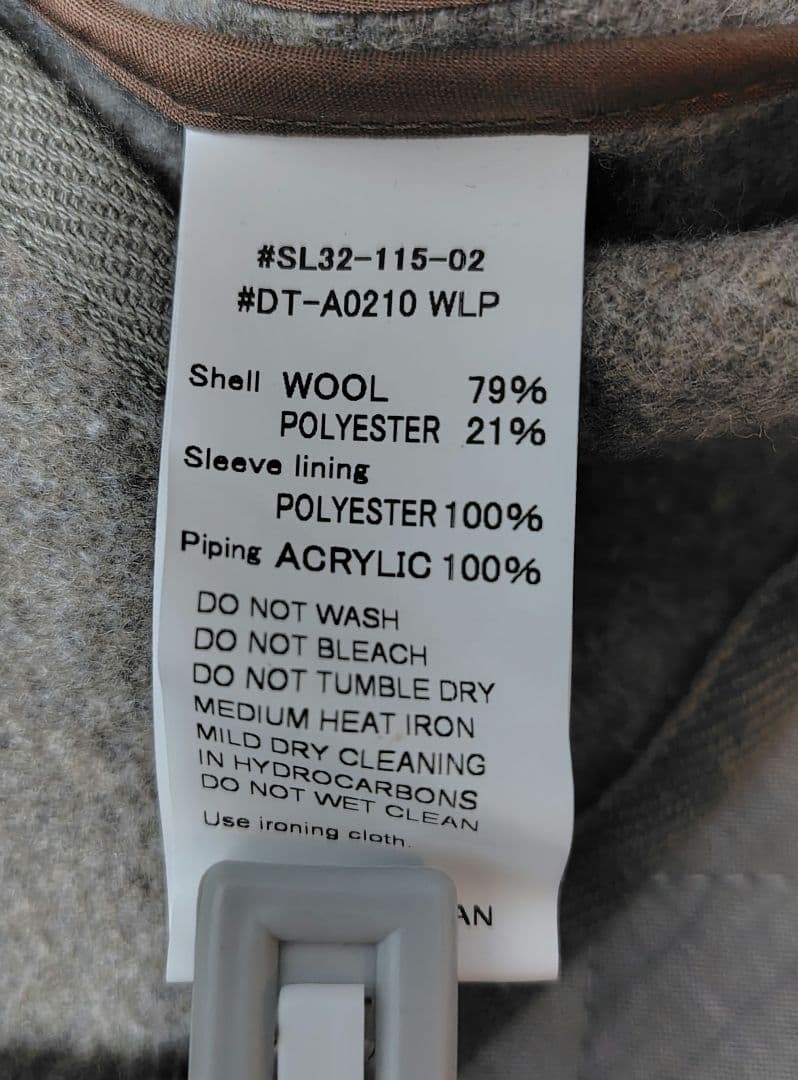 #SL32-115-02
#DT-A0210 WLP
Shell WOOL 79%
POLYESTER 21%
Sleeve lining
POLYESTER 100%
Piping ACRYLIC 100%
DO NOT WASH
DO NOT BLEACH
DO NOT TUMBLE DRY
MEDIUM HEAT IRON
MILD DRY CLEANING
IN HYDROCARBONS
DO NOT WET CLEAN
Use ironing cloth.